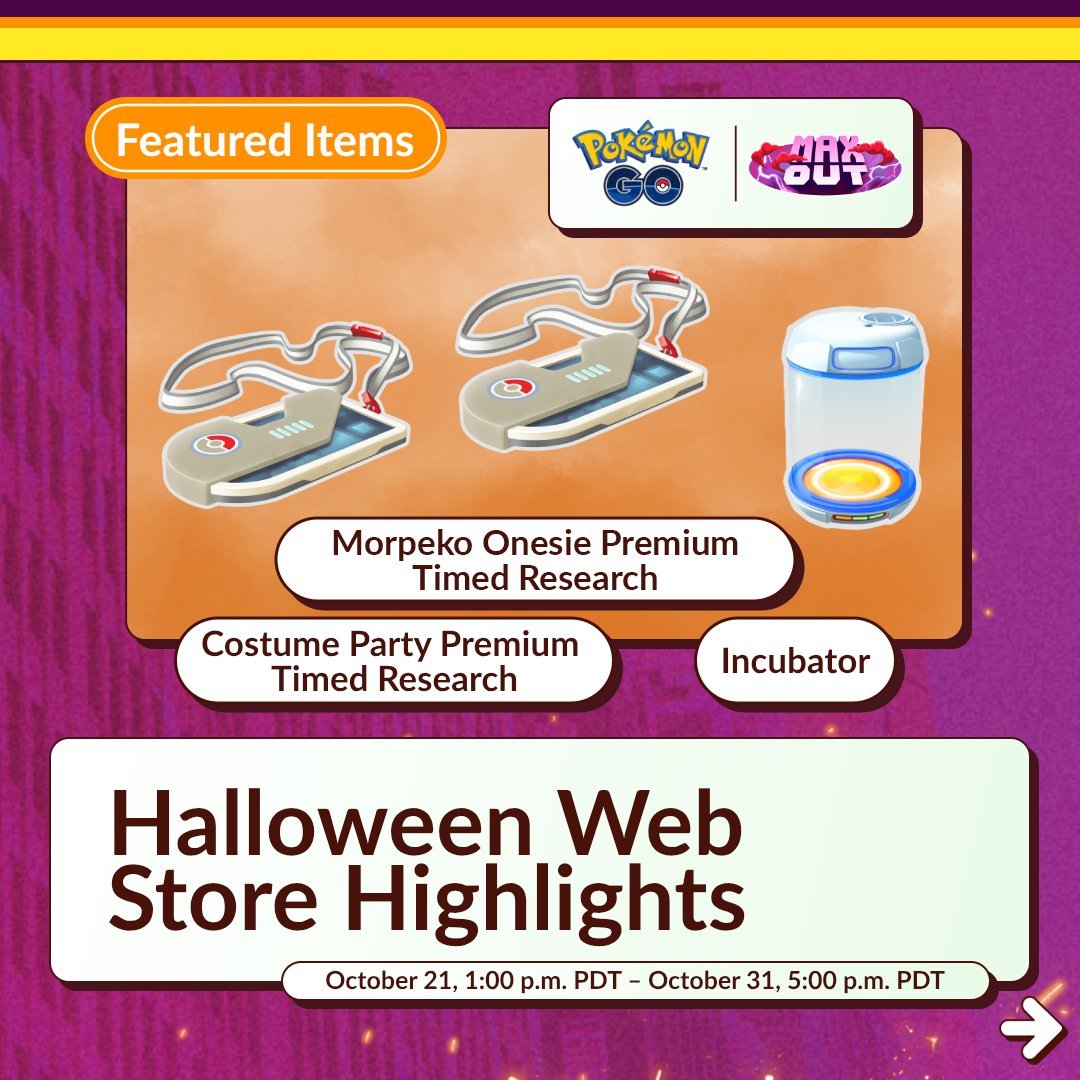 Featured Items
POKÉMON
GO
MAX
OUT
Morpeko Onesie Premium
Timed Research
Costume Party Premium
Timed Research
Incubator
Halloween Web
Store Highlights
October 21, 1:00 p.m. PDT – October 31, 5:00 p.m. PDT